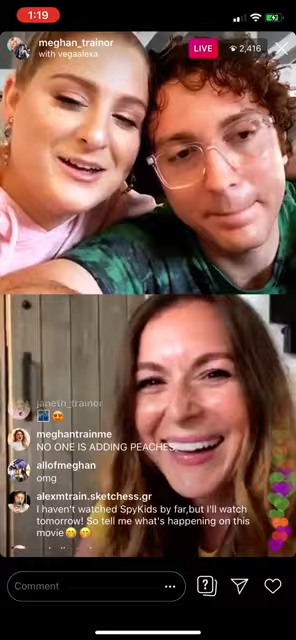 1:19
meghan_trainor
with vegaalexa
LIVE
2,416
janeth_trainor
meghantrainme
NO ONE IS ADDING PEACHES
allofmeghan
omg
alexmtrain.sketchess.gr
I haven't watched SpyKids by far,but I'll watch
tomorrow! So tell me what's happening on this
movie
Comment